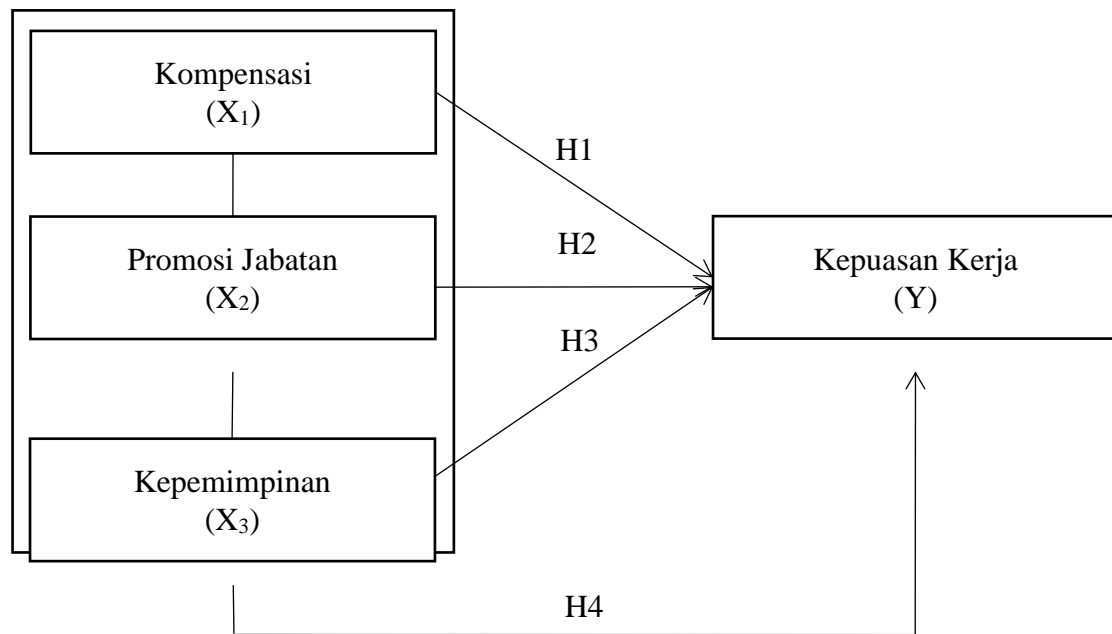 Kompensasi
(X₁)
H1
Promosi Jabatan
(X₂)
H2
Kepuasan Kerja
(Y)
H3
Kepemimpinan
(X₃)
H4